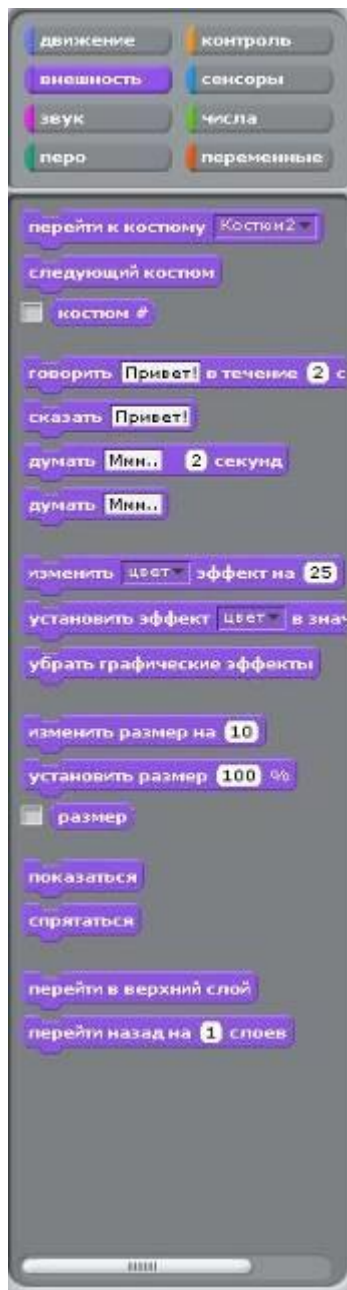 движение контроль
внешность сенсоры
звук числа
перо переменные
перейти к костюму Костюм2
следующий костюм
костюм #
говорить Привет! в течение 2 с
сказать Привет!
думать Ммм.. 2 секунд
думать Ммм..
изменить цвет эффект на 25
установить эффект цвет в знач
убрать графические эффекты
изменить размер на 10
установить размер 100 %
размер
показаться
спрятаться
перейти в верхний слой
перейти назад на 1 слоев